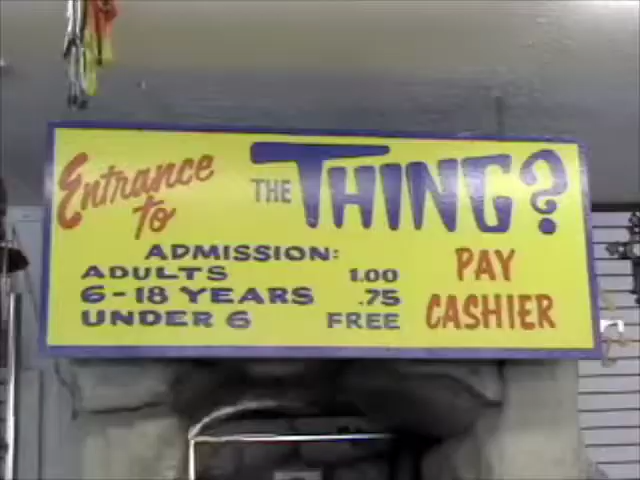 Entrance to
THE THING?
ADMISSION:
ADULTS 1.00
6-18 YEARS .75
UNDER 6 FREE
PAY CASHIER